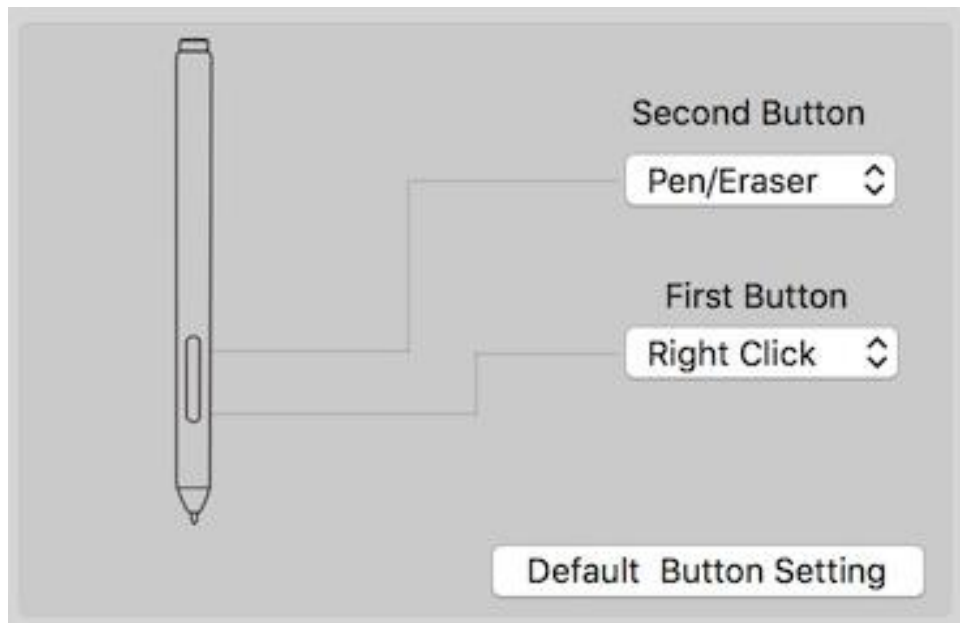 Second Button
Pen/Eraser
First Button
Right Click
Default Button Setting